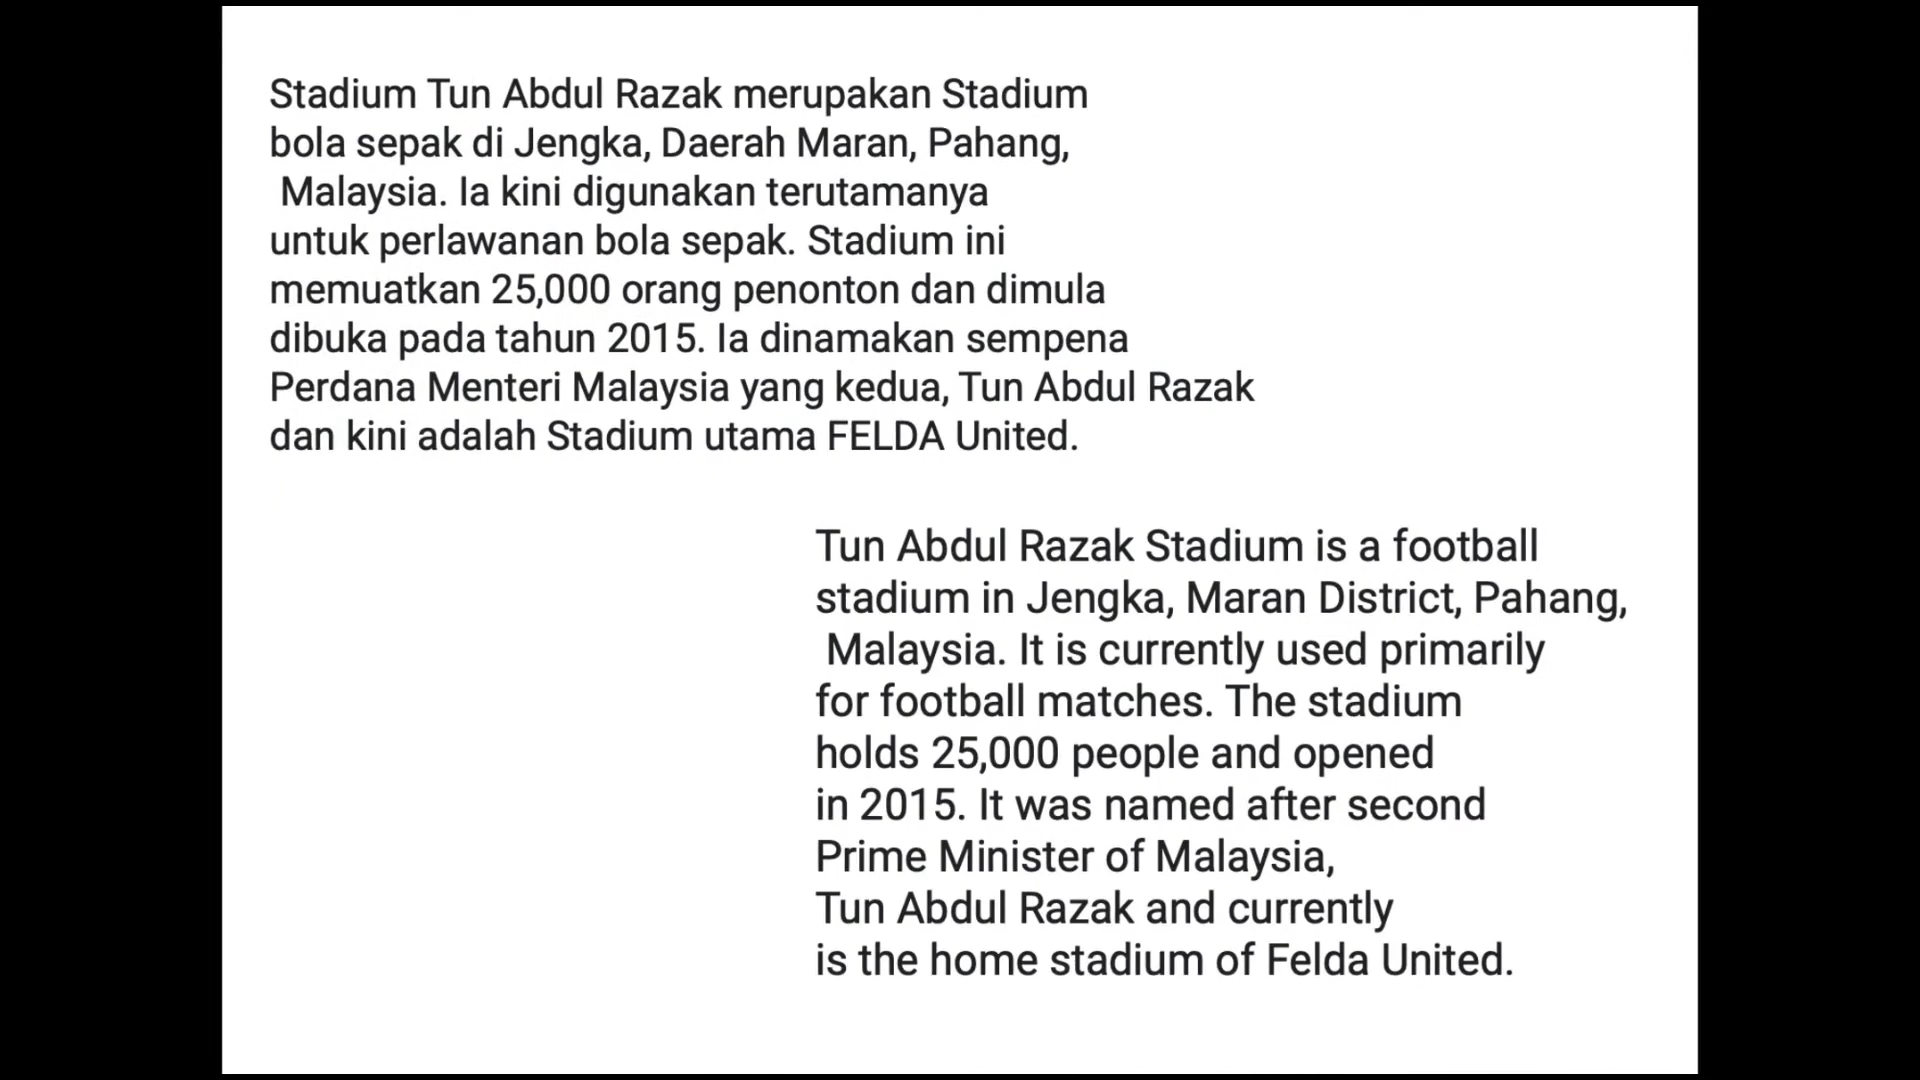 Stadium Tun Abdul Razak merupakan Stadium
bola sepak di Jengka, Daerah Maran, Pahang,
Malaysia. Ia kini digunakan terutamanya
untuk perlawanan bola sepak. Stadium ini
memuatkan 25,000 orang penonton dan dimula
dibuka pada tahun 2015. Ia dinamakan sempena
Perdana Menteri Malaysia yang kedua, Tun Abdul Razak
dan kini adalah Stadium utama FELDA United.
Tun Abdul Razak Stadium is a football
stadium in Jengka, Maran District, Pahang,
Malaysia. It is currently used primarily
for football matches. The stadium
holds 25,000 people and opened
in 2015. It was named after second
Prime Minister of Malaysia,
Tun Abdul Razak and currently
is the home stadium of Felda United.